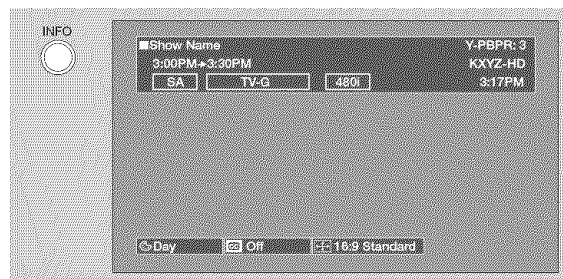 INFO
■Show Name Y-PBPR: 3
3:00PM→3:30PM KXYZ-HD
SA TV-G 480i 3:17PM
Day CC Off 16:9 Standard